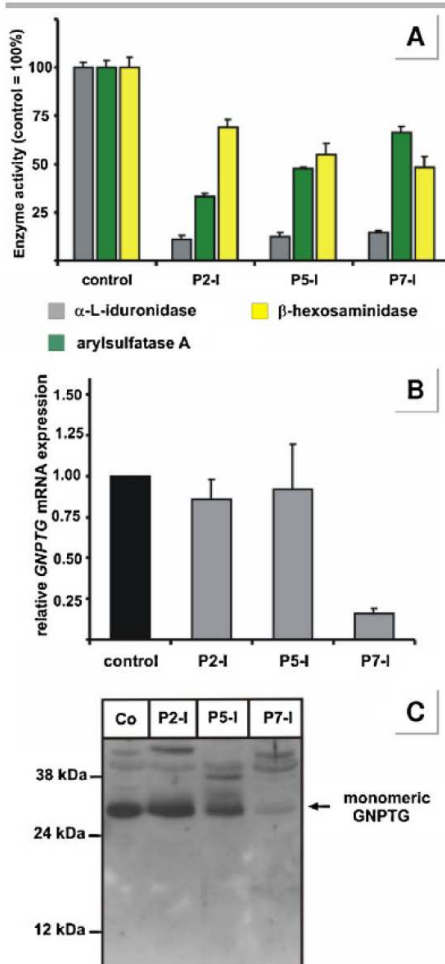 A
Enzyme activity (control = 100%)
100
75
50
25
control P2-I P5-I P7-I
α-L-iduronidase β-hexosaminidase
arylsulfatase A
B
relative GNPTG mRNA expression
1.50
1.25
1.00
0.75
0.50
0.25
control P2-I P5-I P7-I
C
Co P2-I P5-I P7-I
38 kDa
monomeric
GNPTG
24 kDa
12 kDa